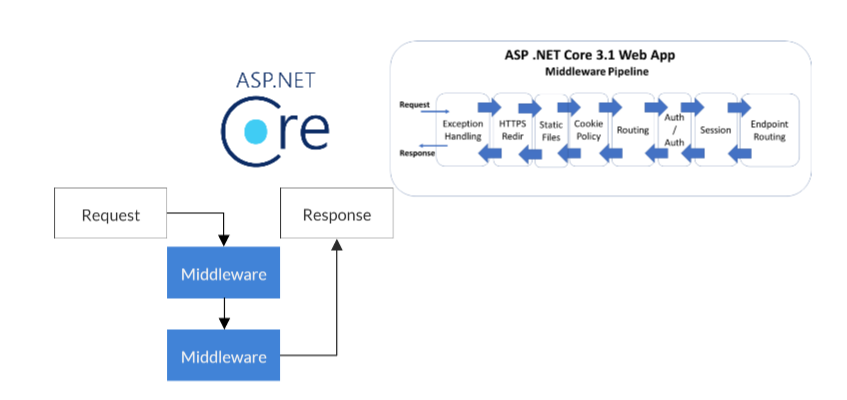 ASP.NET
Core
ASP .NET Core 3.1 Web App
Middleware Pipeline
Request
Exception
Handling
HTTPS
Redir
Static
Files
Cookie
Policy
Routing
Auth
/
Auth
Session
Endpoint
Routing
Response
Request
Response
Middleware
Middleware